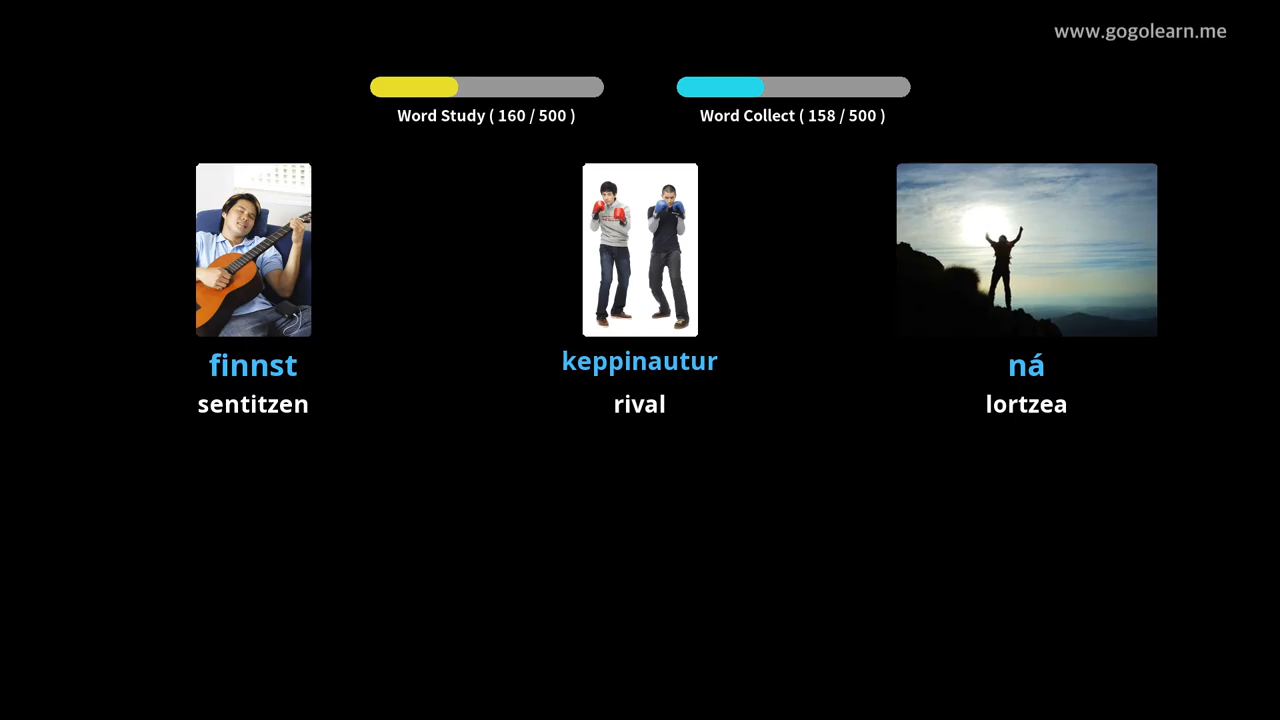 www.gogolearn.me
Word Study ( 160 / 500 )
Word Collect ( 158 / 500 )
finnst
keppinautur
ná
sentitzen
rival
lortzea